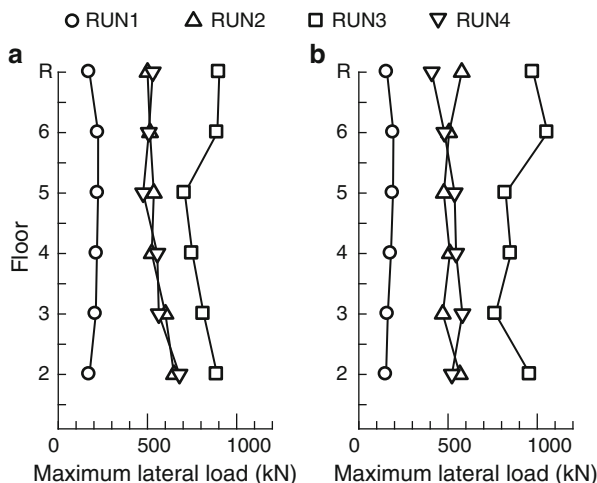 RUN1 RUN2 RUN3 RUN4
a b
R R
6 6
5 5
4 4
3 3
2 2
Floor
0 500 1000 0 500 1000
Maximum lateral load (kN) Maximum lateral load (kN)